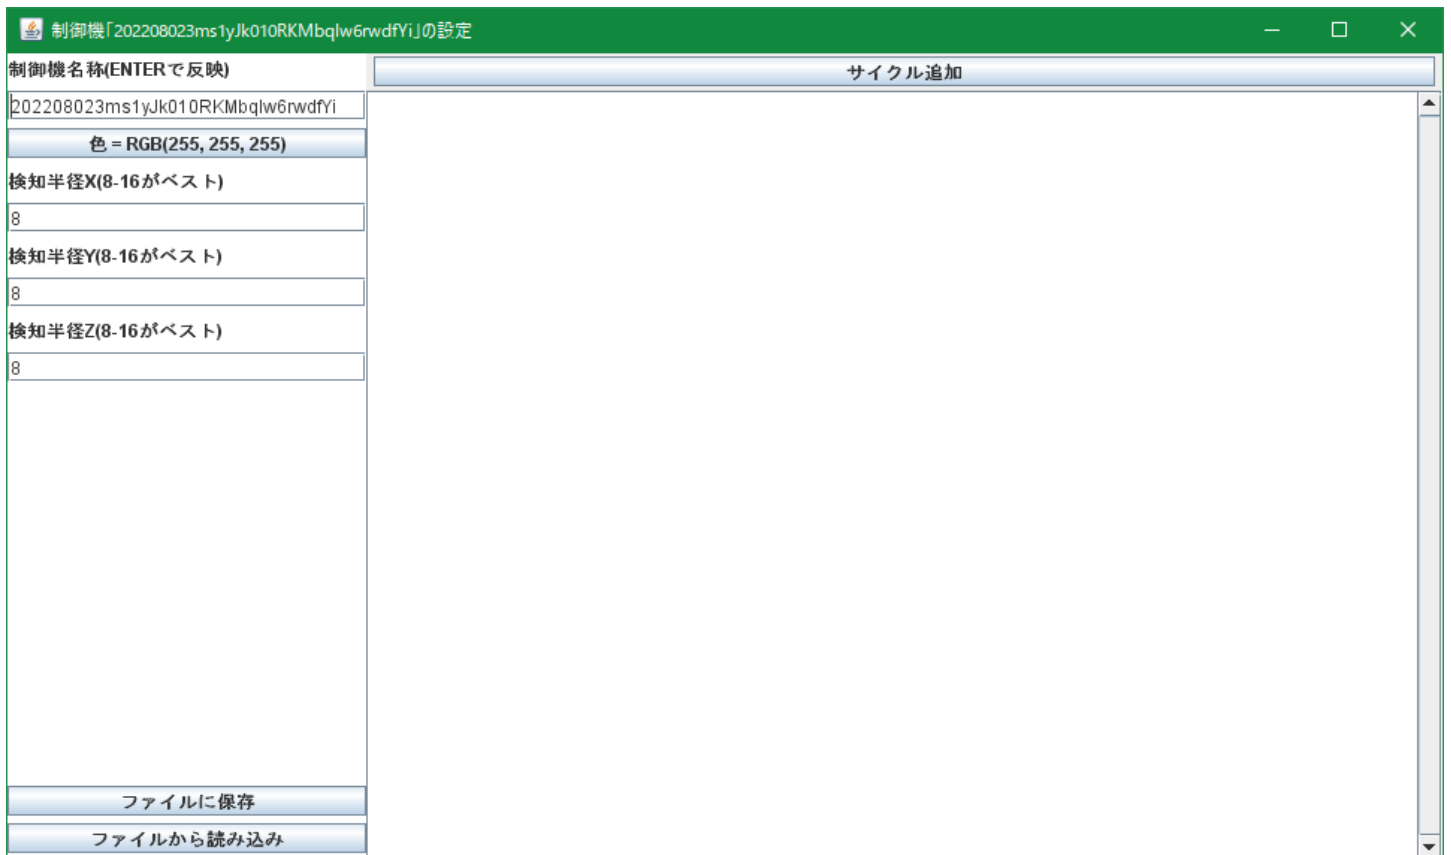 制御機｢202208023ms1yJk010RKMbqlw6rwdfYi｣の設定
制御機名称(ENTERで反映)
202208023ms1yJk010RKMbqlw6rwdfYi
色 = RGB(255, 255, 255)
検知半径X(8-16がベスト)
8
検知半径Y(8-16がベスト)
8
検知半径Z(8-16がベスト)
8
ファイルに保存
ファイルから読み込み
サイクル追加